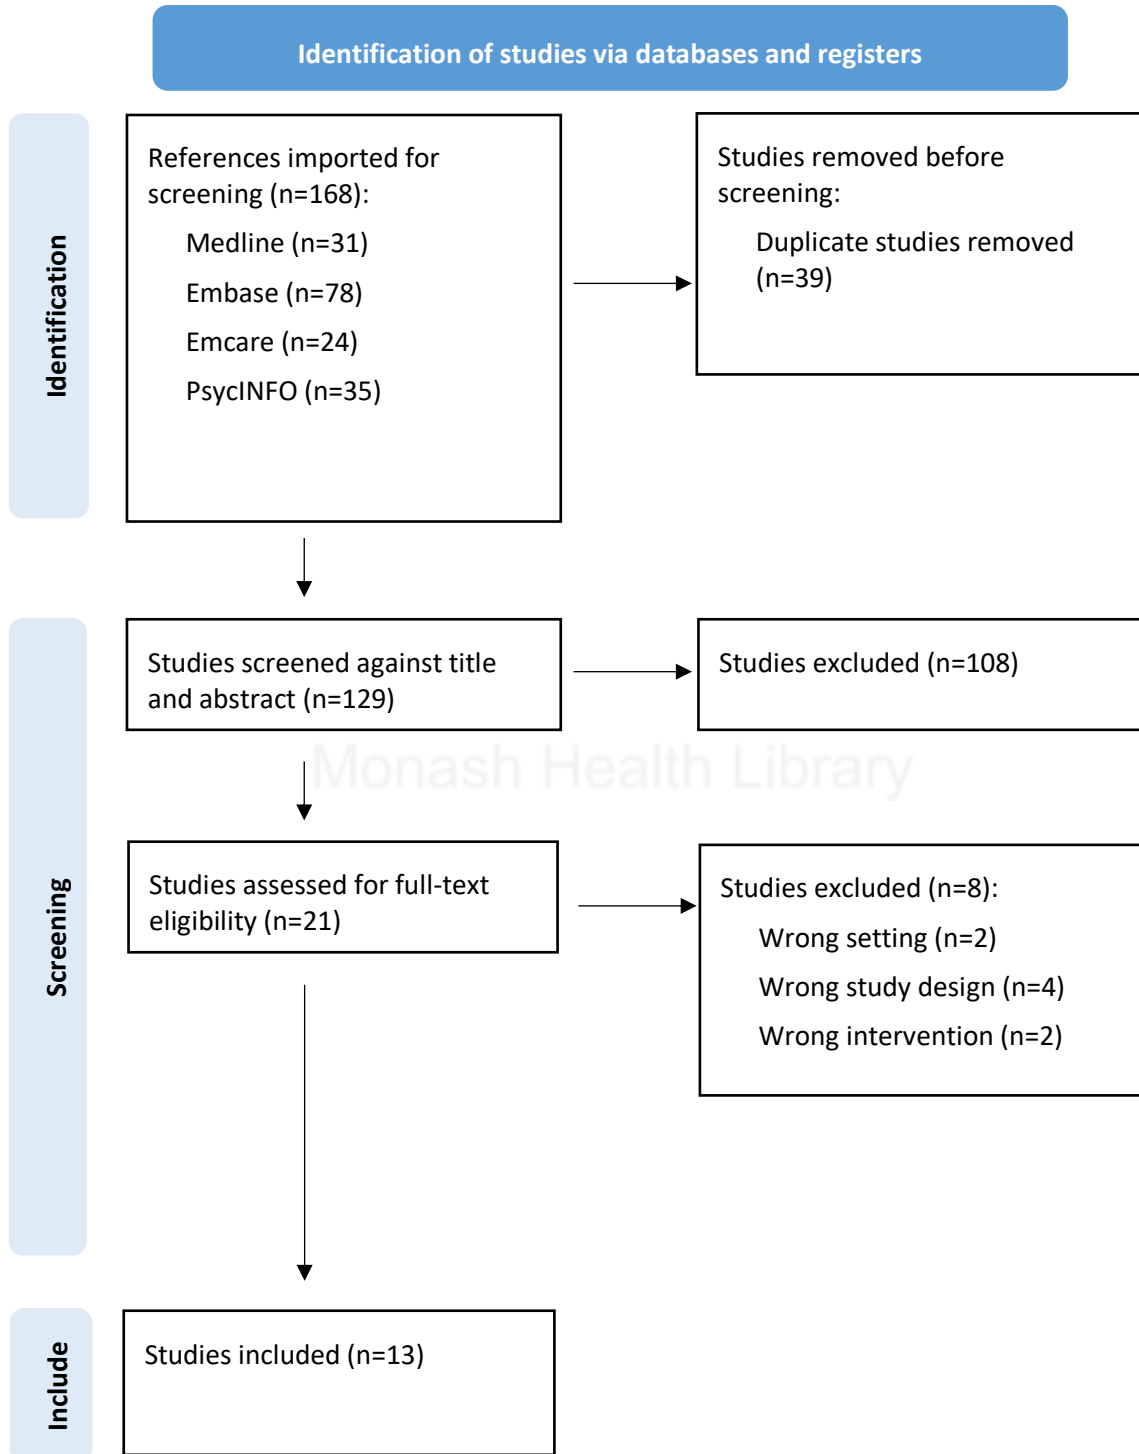 Identification of studies via databases and registers
Identification
References imported for
screening (n=168):
Medline (n=31)
Embase (n=78)
Emcare (n=24)
PsycINFO (n=35)
Studies removed before
screening:
Duplicate studies removed
(n=39)
Screening
Studies screened against title
and abstract (n=129)
Studies excluded (n=108)
Monash Health Library
Studies assessed for full-text
eligibility (n=21)
Studies excluded (n=8):
Wrong setting (n=2)
Wrong study design (n=4)
Wrong intervention (n=2)
Include
Studies included (n=13)